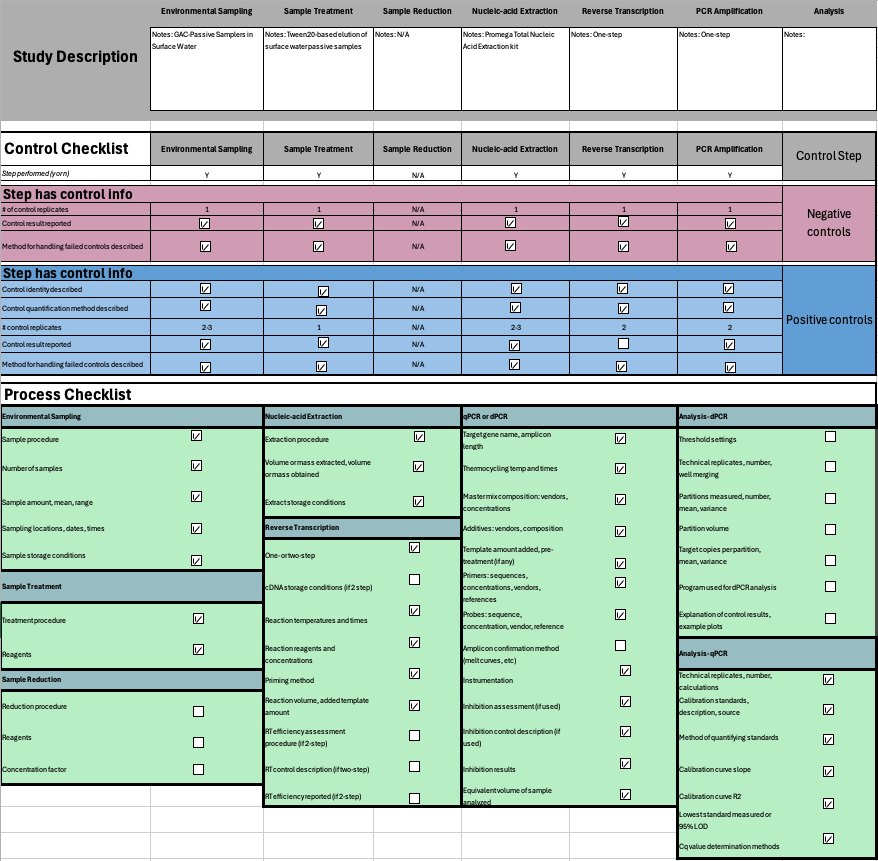 Environmental Sampling Sample Treatment Sample Reduction Nucleic-acid Extraction Reverse Transcription PCR Amplification Analysis
Study Description
Notes: GAC-Passive Samplers in
Surface Water
Notes: Tween20-based elution of
surface water passive samples
Notes: N/A
Notes: Promega Total Nucleic
Acid Extraction kit
Notes: One-step
Notes: One-step
Notes:
Control Checklist Environmental Sampling Sample Treatment Sample Reduction Nucleic-acid Extraction Reverse Transcription PCR Amplification Control Step
Step performed (y or n) Y Y N/A Y Y Y
Step has control info
# of control replicates 1 1 N/A 1 1 1
Control result reported N/A
Method for handling failed controls described N/A
Negative
controls
Step has control info
Control identity described N/A
Control quantification method described N/A
# control replicates 2-3 1 N/A 2-3 2 2
Control result reported N/A
Method for handling failed controls described N/A
Positive controls
Process Checklist
Environmental Sampling
Sample procedure
Number of samples
Sample amount, mean, range
Sampling locations, dates, times
Sample storage conditions
Sample Treatment
Treatment procedure
Reagents
Sample Reduction
Reduction procedure
Reagents
Concentration factor
Nucleic-acid Extraction
Extraction procedure
Volume or mass extracted, volume
or mass obtained
Extract storage conditions
Reverse Transcription
One- or two-step
cDNA storage conditions (if 2 step)
Reaction temperatures and times
Reaction reagents and
concentrations
Priming method
Reaction volume, added template
amount
RT efficiency assessment
procedure (if 2-step)
RT control description (if two-step)
RT efficiency reported (if 2-step)
qPCR or dPCR
Target gene name, amplicon
length
Thermocycling temp and times
Mastermix composition: vendors,
concentrations
Additives: vendors, composition
Template amount added, pre-
treatment (if any)
Primers: sequences,
concentrations, vendors,
references
Probes: sequence,
concentration, vendor, reference
Amplicon confirmation method
(melt curves, etc)
Instrumentation
Inhibition assessment (if used)
Inhibition control description (if
used)
Inhibition results
Equivalent volume of sample
analyzed
Analysis-dPCR
Threshold settings
Technical replicates, number,
well merging
Partitions measured, number,
mean, variance
Partition volume
Target copies per partition,
mean, variance
Program used for dPCR analysis
Explanation of control results,
example plots
Analysis-qPCR
Technical replicates, number,
calculations
Calibration standards,
description, source
Method of quantifying standards
Calibration curve slope
Calibration curve R2
Lowest standard measured or
95% LOD
Cq value determination methods